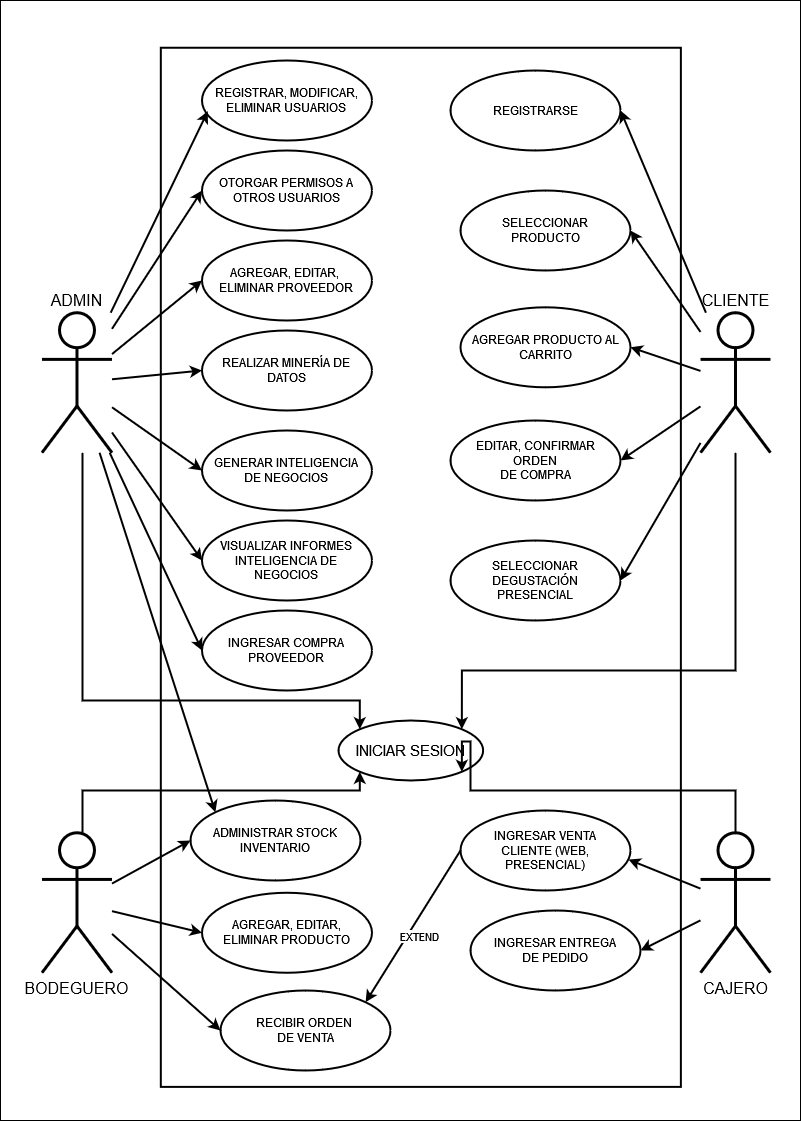 REGISTRAR, MODIFICAR,
ELIMINAR USUARIOS
REGISTRARSE
OTORGAR PERMISOS A
OTROS USUARIOS
SELECCIONAR
PRODUCTO
AGREGAR, EDITAR,
ELIMINAR PROVEEDOR
ADMIN
CLIENTE
REALIZAR MINERÍA DE
DATOS
AGREGAR PRODUCTO AL
CARRITO
GENERAR INTELIGENCIA
DE NEGOCIOS
EDITAR, CONFIRMAR
ORDEN
DE COMPRA
VISUALIZAR INFORMES
INTELIGENCIA DE
NEGOCIOS
SELECCIONAR
DEGUSTACIÓN
PRESENCIAL
INGRESAR COMPRA
PROVEEDOR
INICIAR SESION
ADMINISTRAR STOCK
INVENTARIO
INGRESAR VENTA
CLIENTE (WEB,
PRESENCIAL)
AGREGAR, EDITAR,
ELIMINAR PRODUCTO
EXTEND
INGRESAR ENTREGA
DE PEDIDO
BODEGUERO
CAJERO
RECIBIR ORDEN
DE VENTA